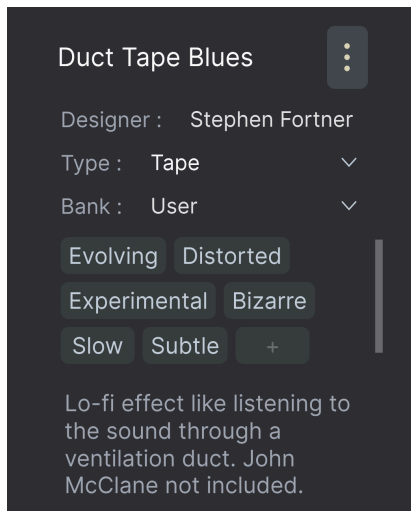 Duct Tape Blues
Designer : Stephen Fortner
Type : Tape
Bank : User
Evolving Distorted
Experimental Bizarre
Slow Subtle +
Lo-fi effect like listening to
the sound through a
ventilation duct. John
McClane not included.